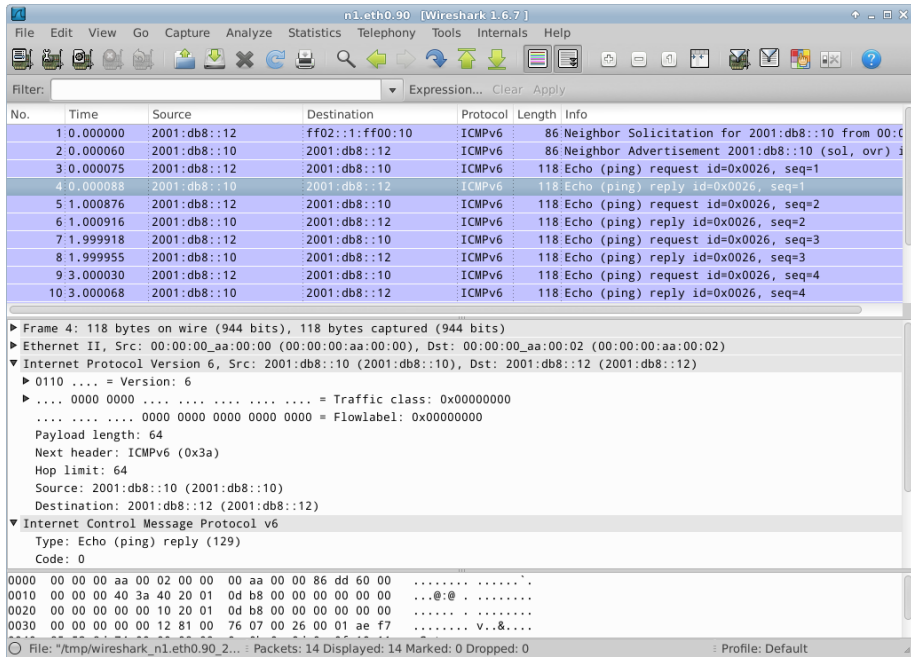 n1.eth0.90 [Wireshark 1.6.7 ]
File Edit View Go Capture Analyze Statistics Telephony Tools Internals Help
Filter: Expression... Clear Apply
No. Time Source Destination Protocol Length Info
1 0.000000 2001:db8::12 ff02::1:ff00:10 ICMPv6 86 Neighbor Solicitation for 2001:db8::10 from 00:0
2 0.000060 2001:db8::10 2001:db8::12 ICMPv6 86 Neighbor Advertisement 2001:db8::10 (sol, ovr) i
3 0.000075 2001:db8::12 2001:db8::10 ICMPv6 118 Echo (ping) request id=0x0026, seq=1
4 0.000088 2001:db8::10 2001:db8::12 ICMPv6 118 Echo (ping) reply id=0x0026, seq=1
5 1.000876 2001:db8::12 2001:db8::10 ICMPv6 118 Echo (ping) request id=0x0026, seq=2
6 1.000916 2001:db8::10 2001:db8::12 ICMPv6 118 Echo (ping) reply id=0x0026, seq=2
7 1.999918 2001:db8::12 2001:db8::10 ICMPv6 118 Echo (ping) request id=0x0026, seq=3
8 1.999955 2001:db8::10 2001:db8::12 ICMPv6 118 Echo (ping) reply id=0x0026, seq=3
9 3.000030 2001:db8::12 2001:db8::10 ICMPv6 118 Echo (ping) request id=0x0026, seq=4
10 3.000068 2001:db8::10 2001:db8::12 ICMPv6 118 Echo (ping) reply id=0x0026, seq=4
Frame 4: 118 bytes on wire (944 bits), 118 bytes captured (944 bits)
Ethernet II, Src: 00:00:00_aa:00:00 (00:00:00:aa:00:00), Dst: 00:00:00_aa:00:02 (00:00:00:aa:00:02)
Internet Protocol Version 6, Src: 2001:db8::10 (2001:db8::10), Dst: 2001:db8::12 (2001:db8::12)
0110 .... = Version: 6
.... 0000 0000 .... .... .... .... .... = Traffic class: 0x00000000
.... .... .... 0000 0000 0000 0000 0000 = Flowlabel: 0x00000000
Payload length: 64
Next header: ICMPv6 (0x3a)
Hop limit: 64
Source: 2001:db8::10 (2001:db8::10)
Destination: 2001:db8::12 (2001:db8::12)
Internet Control Message Protocol v6
Type: Echo (ping) reply (129)
Code: 0
0000 00 00 00 aa 00 02 00 00 00 aa 00 00 86 dd 60 00 ........ ......`.
0010 00 00 00 40 3a 40 20 01 0d b8 00 00 00 00 00 00 ...@:@ . ........
0020 00 00 00 00 00 10 20 01 0d b8 00 00 00 00 00 00 ...... . ........
0030 00 00 00 00 00 12 81 00 76 07 00 26 00 01 ae f7 ........ v..&....
File: "/tmp/wireshark_n1.eth0.90_2... Packets: 14 Displayed: 14 Marked: 0 Dropped: 0 Profile: Default